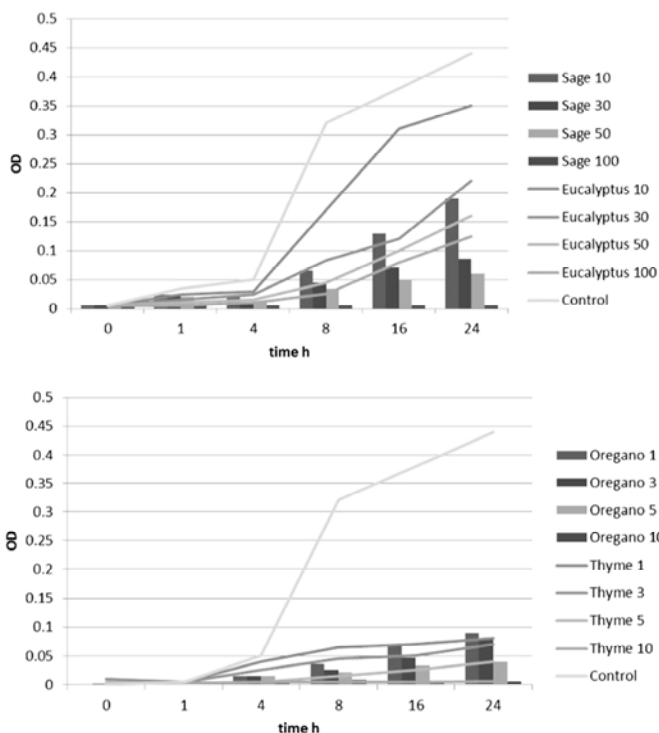 0.5
0.45
0.4
0.35
0.3
0.25
0.2
0.15
0.1
0.05
0
OD
0 1 4 8 16 24
time h
Sage 10
Sage 30
Sage 50
Sage 100
Eucalyptus 10
Eucalyptus 30
Eucalyptus 50
Eucalyptus 100
Control
0.5
0.45
0.4
0.35
0.3
0.25
0.2
0.15
0.1
0.05
0
OD
0 1 4 8 16 24
time h
Oregano 1
Oregano 3
Oregano 5
Oregano 10
Thyme 1
Thyme 3
Thyme 5
Thyme 10
Control